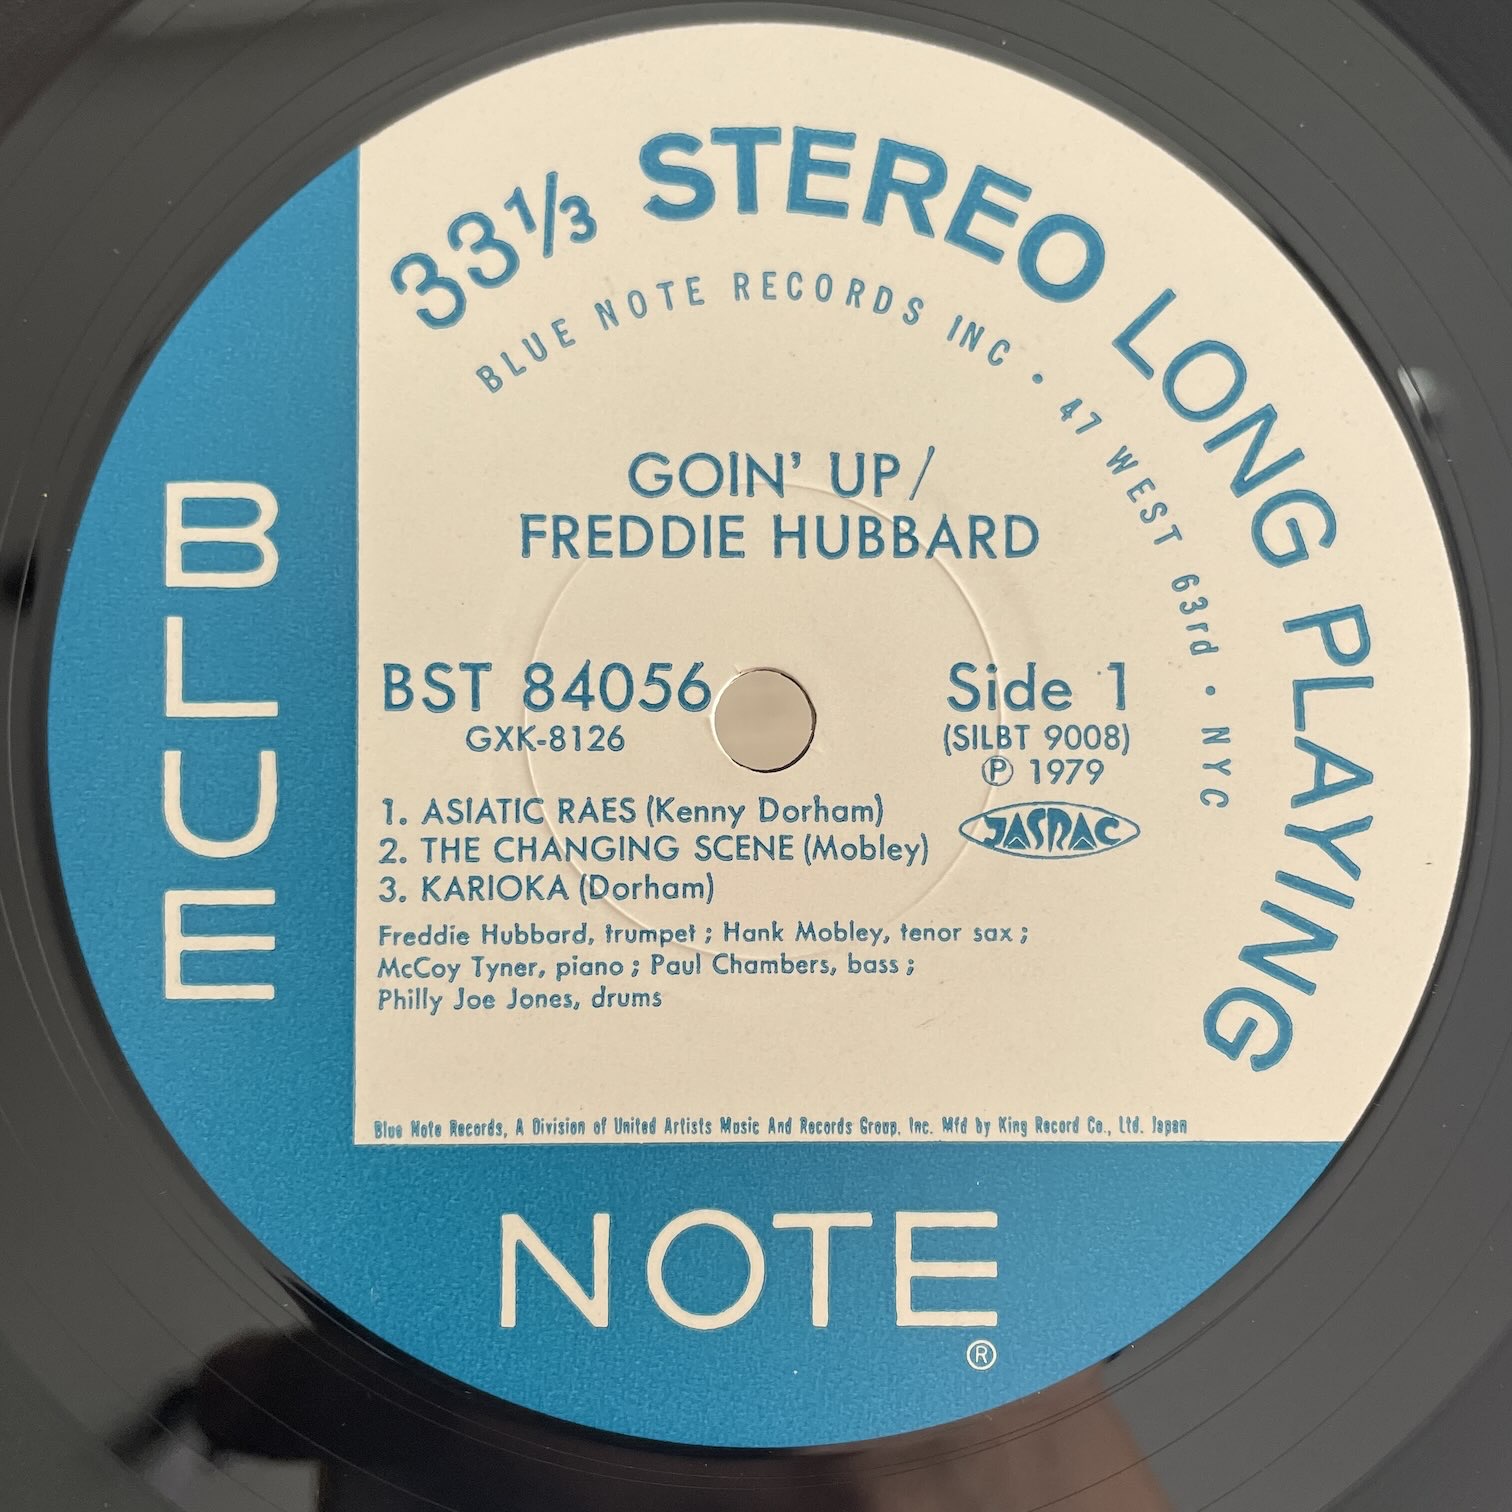 33⅓ STEREO LONG PLAYING
BLUE NOTE RECORDS INC • 47 WEST 63rd • NYC
GOIN' UP /
FREDDIE HUBBARD
BST 84056
GXK-8126
Side 1
(SILBT 9008)
Ⓟ 1979
JASRAC
1. ASIATIC RAES (Kenny Dorham)
2. THE CHANGING SCENE (Mobley)
3. KARIOKA (Dorham)
Freddie Hubbard, trumpet ; Hank Mobley, tenor sax ;
McCoy Tyner, piano ; Paul Chambers, bass ;
Philly Joe Jones, drums
Blue Note Records, A Division of United Artists Music And Records Group, Inc. Mfd by King Record Co., Ltd. Japan
BLUE
NOTE
®